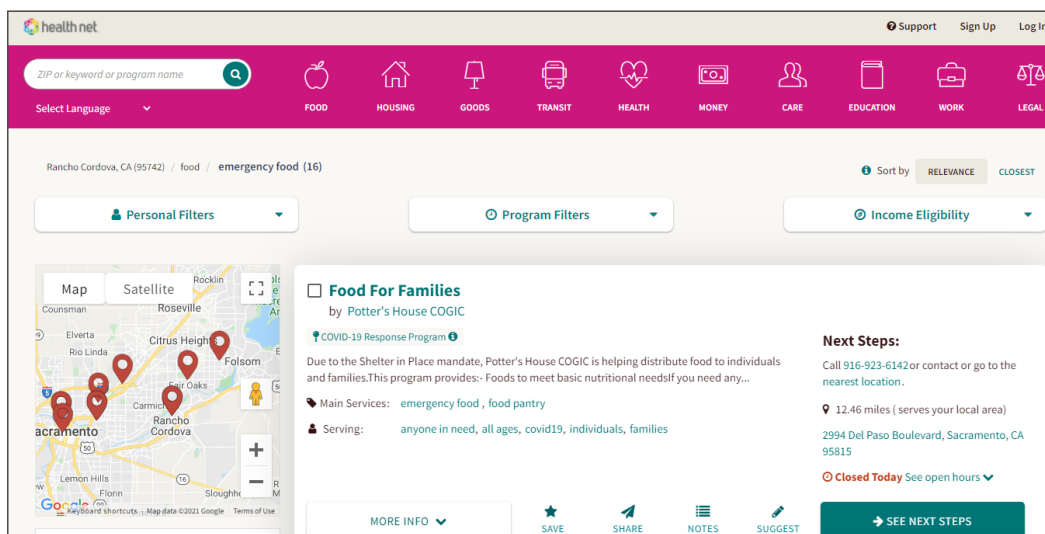 health net
Support Sign Up Log In
ZIP or keyword or program name
Select Language
FOOD HOUSING GOODS TRANSIT HEALTH MONEY CARE EDUCATION WORK LEGAL
Rancho Cordova, CA (95742) / food / emergency food (16)
Sort by RELEVANCE CLOSEST
Personal Filters
Program Filters
Income Eligibility
Map Satellite
Rocklin
Counsman
Roseville
Elverta
Citrus Heights
Rio Linda
Folsom
Fair Oaks
Carmich
Rancho
Cordova
acramento
50
Lemon Hills
16
Florin
Sloughh
Google
Keyboard shortcuts Map data ©2021 Google Terms of Use
Food For Families
by Potter's House COGIC
COVID-19 Response Program
Due to the Shelter in Place mandate, Potter's House COGIC is helping distribute food to individuals
and families.This program provides:- Foods to meet basic nutritional needsIf you need any...
Main Services: emergency food , food pantry
Serving: anyone in need, all ages, covid19, individuals, families
Next Steps:
Call 916-923-6142 or contact or go to the
nearest location.
12.46 miles ( serves your local area)
2994 Del Paso Boulevard, Sacramento, CA
95815
Closed Today See open hours
MORE INFO
SAVE
SHARE
NOTES
SUGGEST
SEE NEXT STEPS